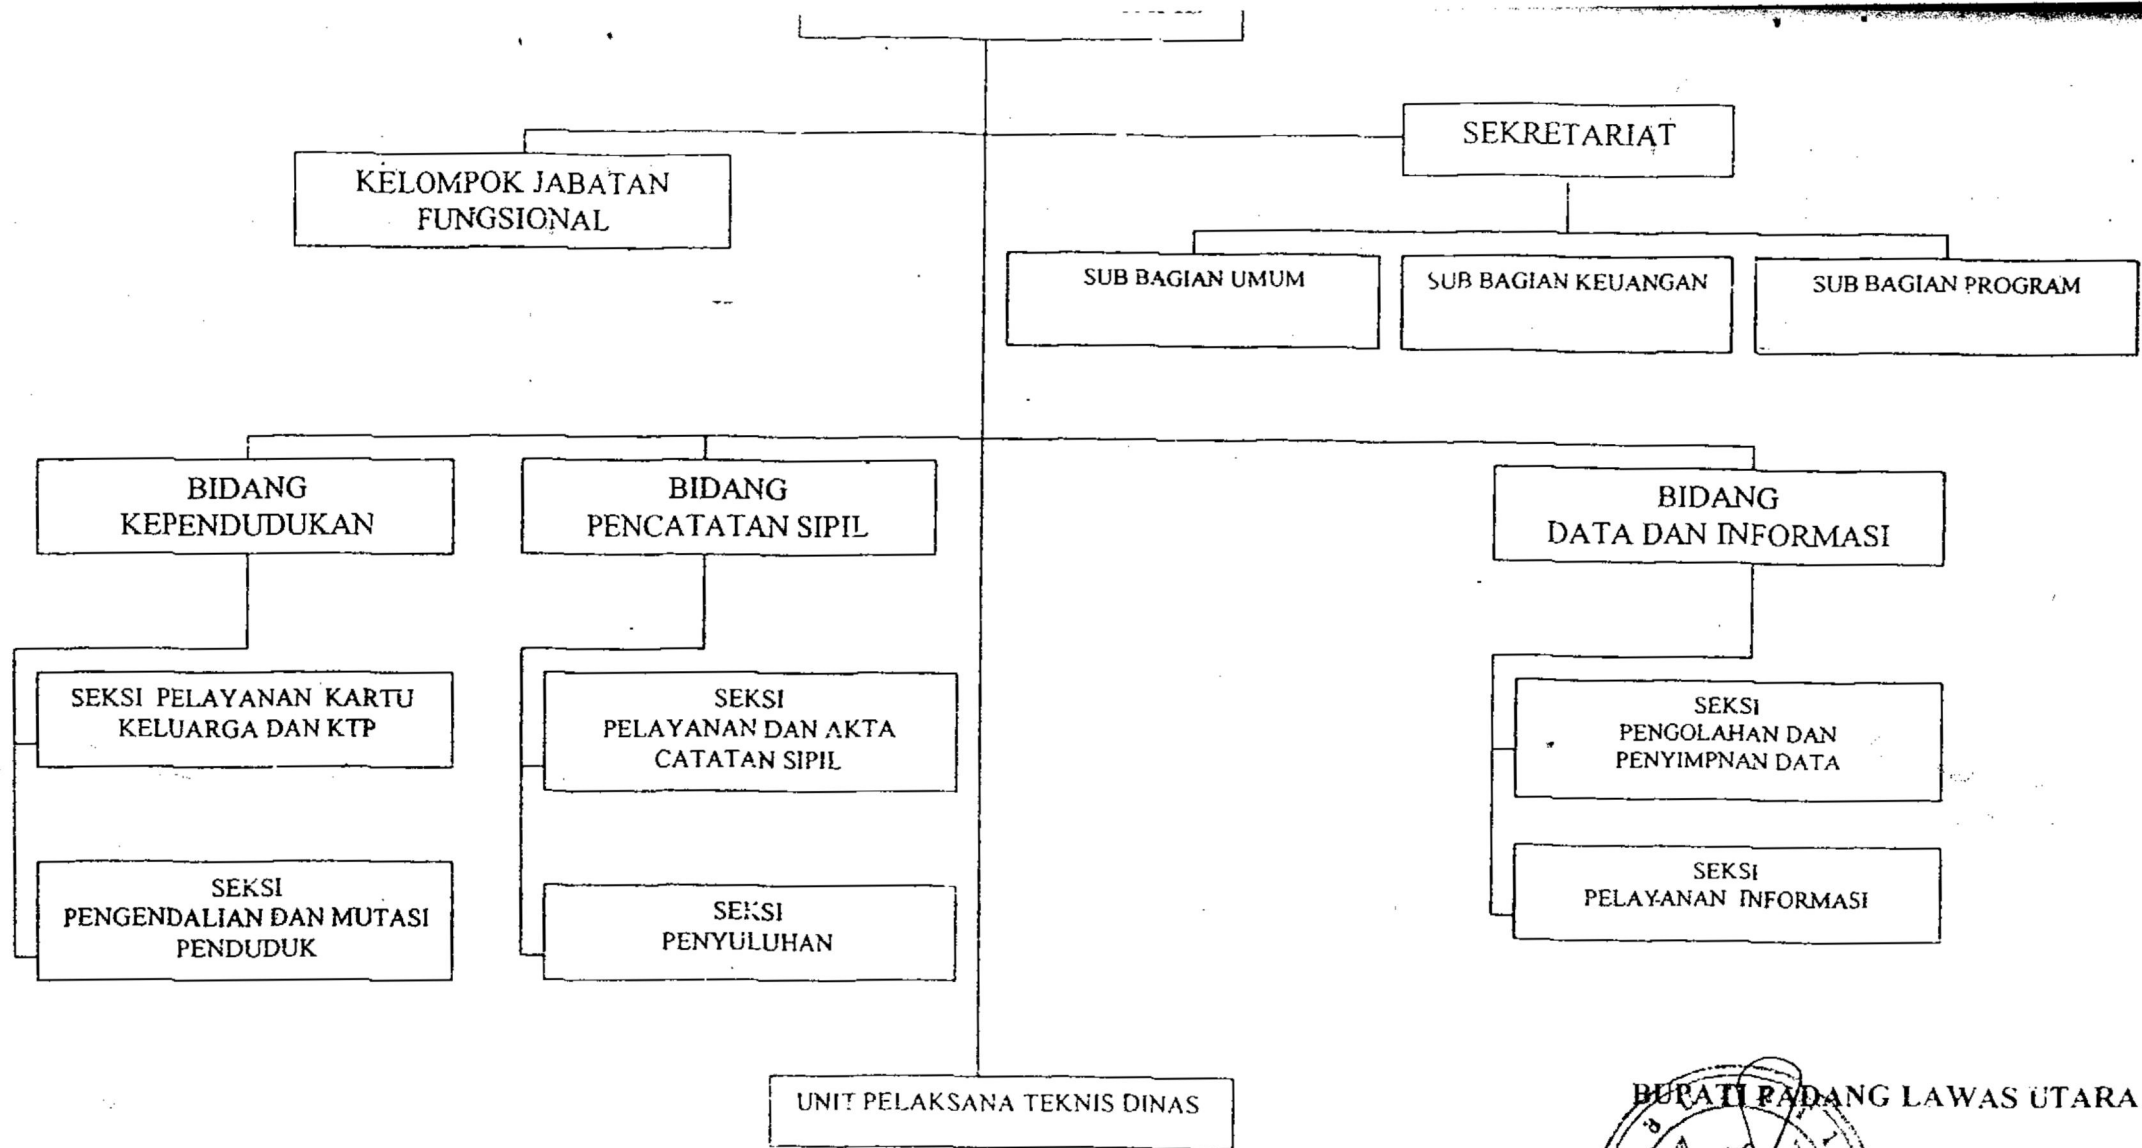 SEKRETARIAT
KELOMPOK JABATAN
FUNGSIONAL
SUB BAGIAN UMUM
SUB BAGIAN KEUANGAN
SUB BAGIAN PROGRAM
BIDANG
KEPENDUDUKAN
BIDANG
PENCATATAN SIPIL
BIDANG
DATA DAN INFORMASI
SEKSI PELAYANAN KARTU
KELUARGA DAN KTP
SEKSI
PELAYANAN DAN AKTA
CATATAN SIPIL
SEKSI
PENGOLAHAN DAN
PENYIMPNAN DATA
SEKSI
PENGENDALIAN DAN MUTASI
PENDUDUK
SEKSI
PENYULUHAN
SEKSI
PELAYANAN INFORMASI
UNIT PELAKSANA TEKNIS DINAS
BUPATI PADANG LAWAS UTARA